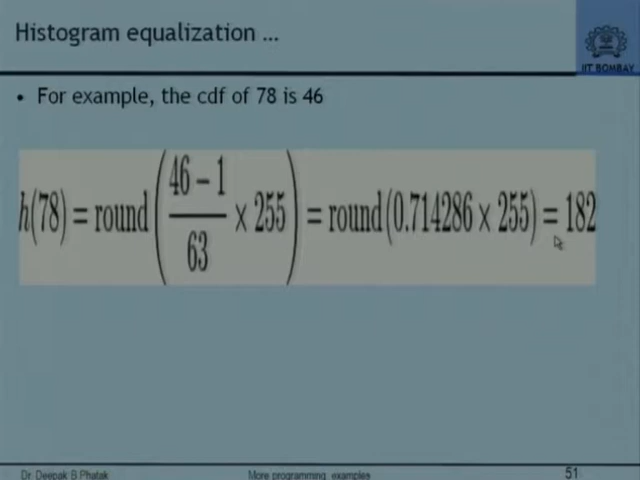 Histogram equalization ...
IIT BOMBAY
• For example, the cdf of 78 is 46
h(78) = round ( (46 − 1) / 63 × 255 ) = round (0.714286 × 255) = 182
Dr. Deepak B Phatak More programming examples 51